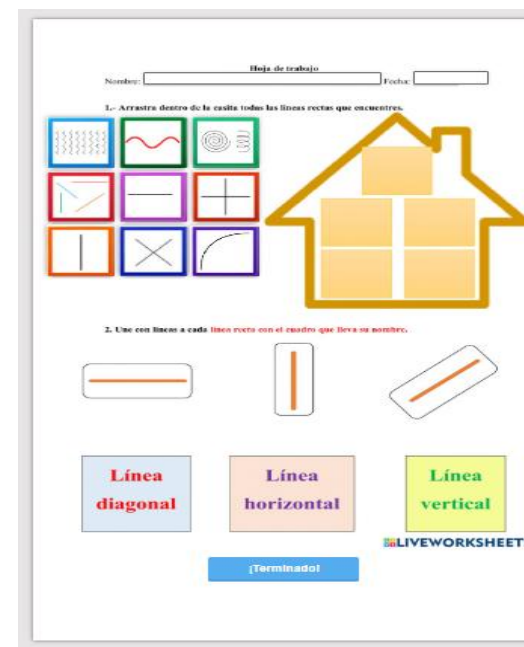 Hoja de trabajo
Nombre: Fecha:
1.- Arrastra dentro de la casita todas las líneas rectas que encuentres.
2. Une con líneas a cada línea recta con el cuadro que lleva su nombre.
Línea diagonal
Línea horizontal
Línea vertical
LIVEWORKSHEET
¡Terminado!